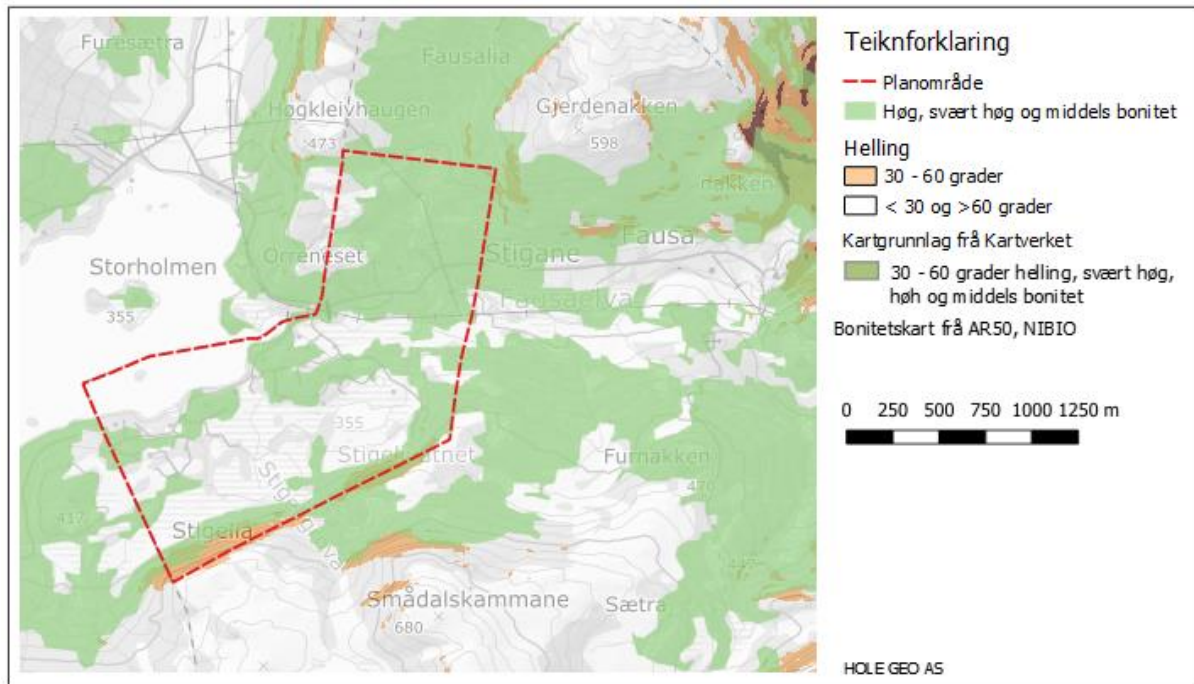 Furesætra
Fausalia
Høgkleivhaugen
473
Gjerdenakken
598
nakken
Storholmen
355
Orreneset
Stigane
Fausa
Fausaelva
355
417
Stigelia
Furnakken
470
Smådalskammane
680
Sætra
Teiknforklaring
Planområde
Høg, svært høg og middels bonitet
Helling
30 - 60 grader
< 30 og >60 grader
Kartgrunnlag frå Kartverket
30 - 60 grader helling, svært høg,
høh og middels bonitet
Bonitetskart frå AR50, NIBIO
0 250 500 750 1000 1250 m
HOLE GEO AS